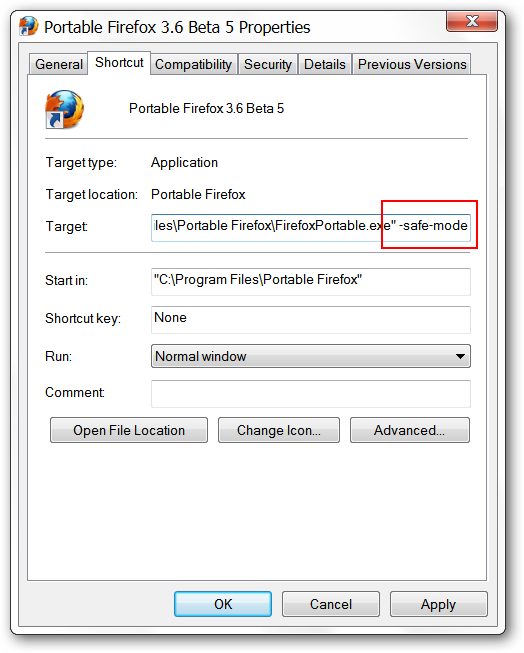 Portable Firefox 3.6 Beta 5 Properties
General Shortcut Compatibility Security Details Previous Versions
Portable Firefox 3.6 Beta 5
Target type: Application
Target location: Portable Firefox
Target: les\Portable Firefox\FirefoxPortable.exe" -safe-mode
Start in: "C:\Program Files\Portable Firefox"
Shortcut key: None
Run: Normal window
Comment:
Open File Location Change Icon... Advanced...
OK Cancel Apply